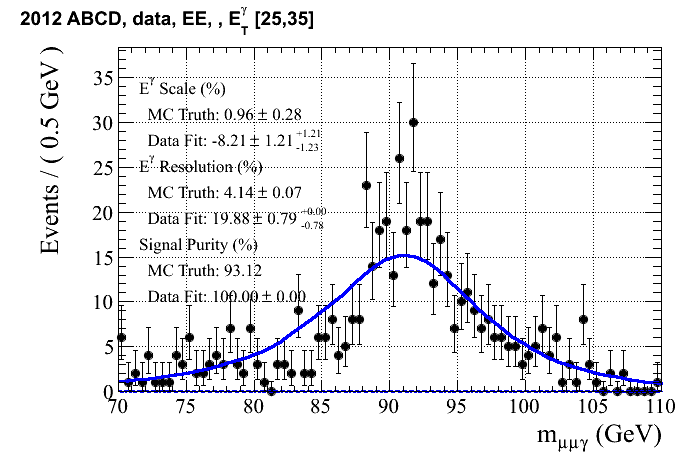 2012 ABCD, data, EE, , E_T^γ [25,35]
Events / ( 0.5 GeV )
E^γ Scale (%)
MC Truth: 0.96 ± 0.28
Data Fit: -8.21 ± 1.21 +1.21 -1.23
E^γ Resolution (%)
MC Truth: 4.14 ± 0.07
Data Fit: 19.88 ± 0.79 +0.00 -0.78
Signal Purity (%)
MC Truth: 93.12
Data Fit: 100.00 ± 0.00
35
30
25
20
15
10
5
0
70 75 80 85 90 95 100 105 110
m_μμγ (GeV)